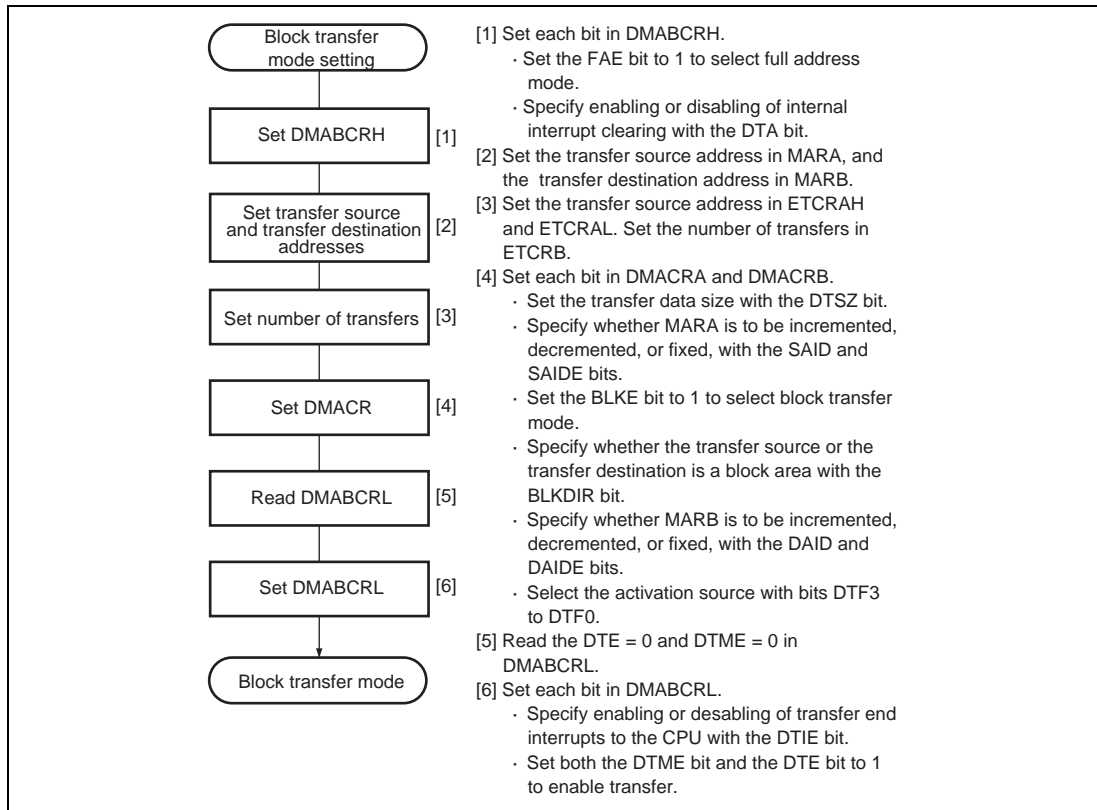 Block transfer
mode setting
Set DMABCRH
[1]
Set transfer source
and transfer destination
addresses
[2]
Set number of transfers
[3]
Set DMACR
[4]
Read DMABCRL
[5]
Set DMABCRL
[6]
Block transfer mode
[1] Set each bit in DMABCRH.
· Set the FAE bit to 1 to select full address
mode.
· Specify enabling or disabling of internal
interrupt clearing with the DTA bit.
[2] Set the transfer source address in MARA, and
the transfer destination address in MARB.
[3] Set the transfer source address in ETCRAH
and ETCRAL. Set the number of transfers in
ETCRB.
[4] Set each bit in DMACRA and DMACRB.
· Set the transfer data size with the DTSZ bit.
· Specify whether MARA is to be incremented,
decremented, or fixed, with the SAID and
SAIDE bits.
· Set the BLKE bit to 1 to select block transfer
mode.
· Specify whether the transfer source or the
transfer destination is a block area with the
BLKDIR bit.
· Specify whether MARB is to be incremented,
decremented, or fixed, with the DAID and
DAIDE bits.
· Select the activation source with bits DTF3
to DTF0.
[5] Read the DTE = 0 and DTME = 0 in
DMABCRL.
[6] Set each bit in DMABCRL.
· Specify enabling or desabling of transfer end
interrupts to the CPU with the DTIE bit.
· Set both the DTME bit and the DTE bit to 1
to enable transfer.